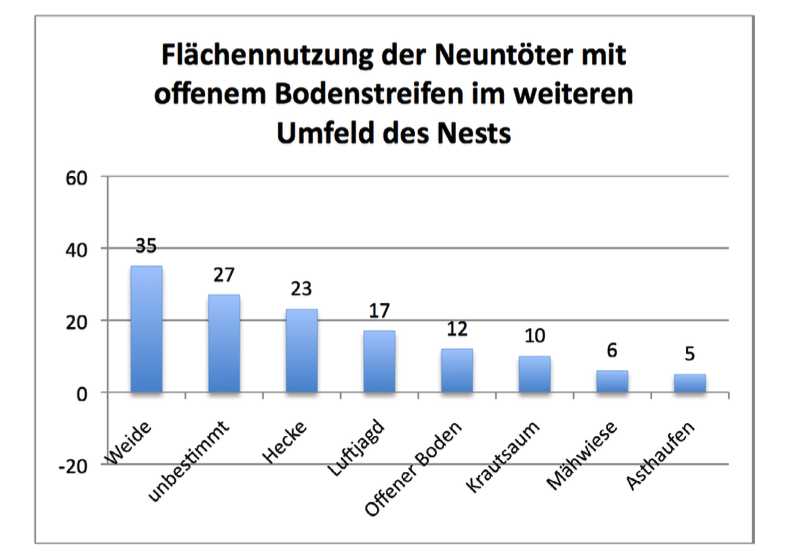 Flächennutzung der Neuntöter mit
offenem Bodenstreifen im weiteren
Umfeld des Nests
60
40
20
0
-20
35
27
23
17
12
10
6
5
Weide
unbestimmt
Hecke
Luftjagd
Offener Boden
Krautsaum
Mähwiese
Asthaufen